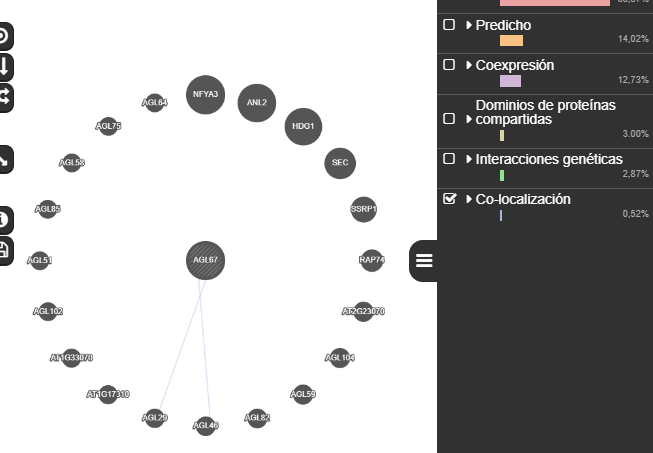 Predicho
14,02%
Coexpresión
12,73%
Dominios de proteínas
compartidas
3.00%
Interacciones genéticas
2,87%
Co-localización
0,52%
NFYA3
ANL2
AGL64
HDG1
AGL75
SEC
AGL58
SSRP1
AGL85
AGL67
RAP74
AGL51
AT2G23070
AGL102
AGL104
AT1G33070
AGL59
AT1G17310
AGL29
AGL46
AGL82